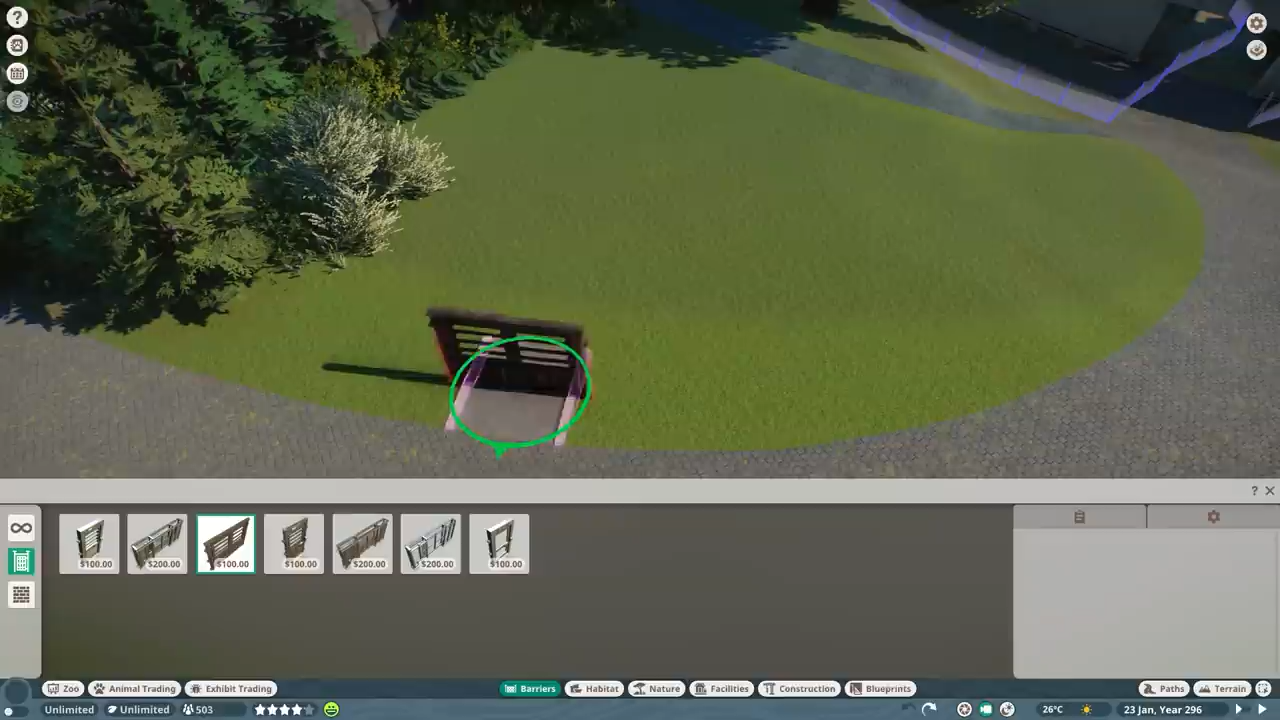 ?
? ×
$100.00 $200.00 $100.00 $100.00 $200.00 $200.00 $100.00
Zoo Animal Trading Exhibit Trading Barriers Habitat Nature Facilities Construction Blueprints Paths Terrain
Unlimited Unlimited 503 26°C 23 Jan, Year 296